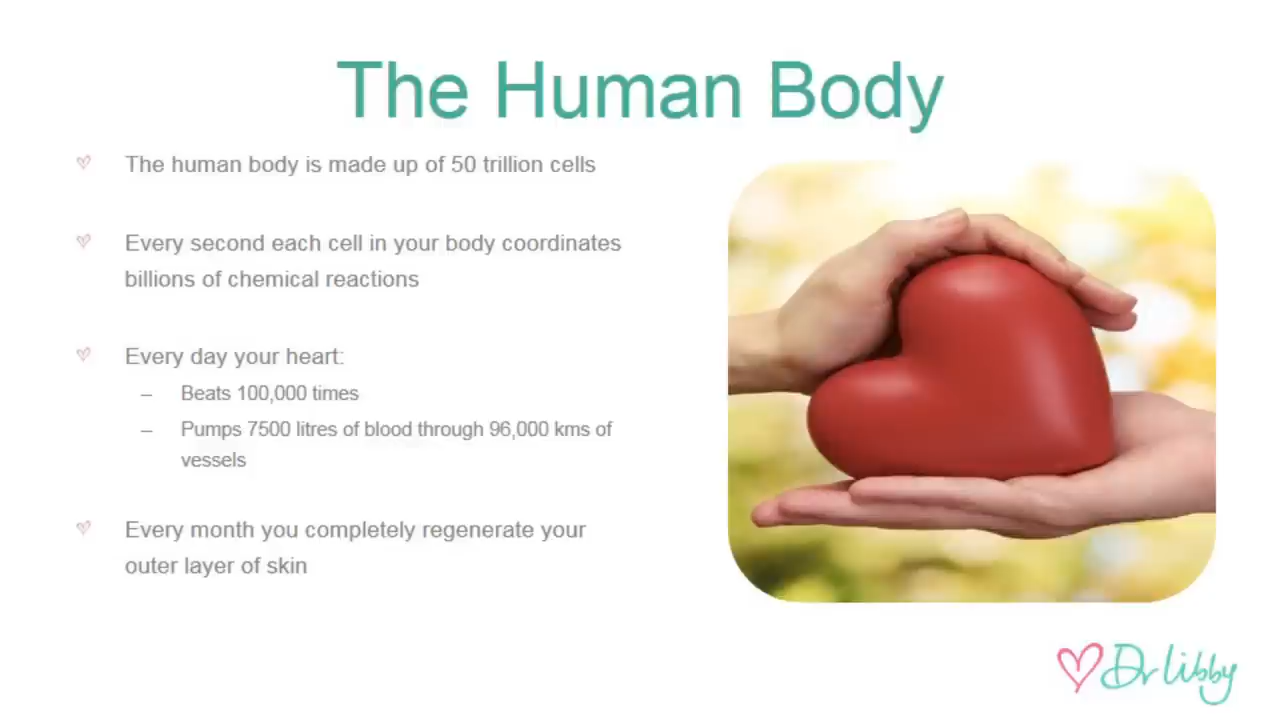 The Human Body
The human body is made up of 50 trillion cells
Every second each cell in your body coordinates
billions of chemical reactions
Every day your heart:
– Beats 100,000 times
– Pumps 7500 litres of blood through 96,000 kms of
vessels
Every month you completely regenerate your
outer layer of skin
Dr Libby